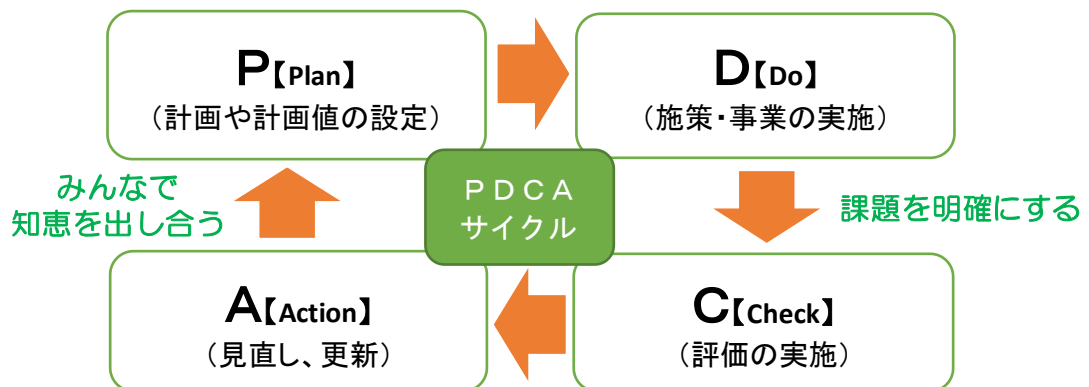 P【Plan】
（計画や計画値の設定）
D【Do】
（施策・事業の実施）
みんなで
知恵を出し合う
PDCA
サイクル
課題を明確にする
A【Action】
（見直し、更新）
C【Check】
（評価の実施）